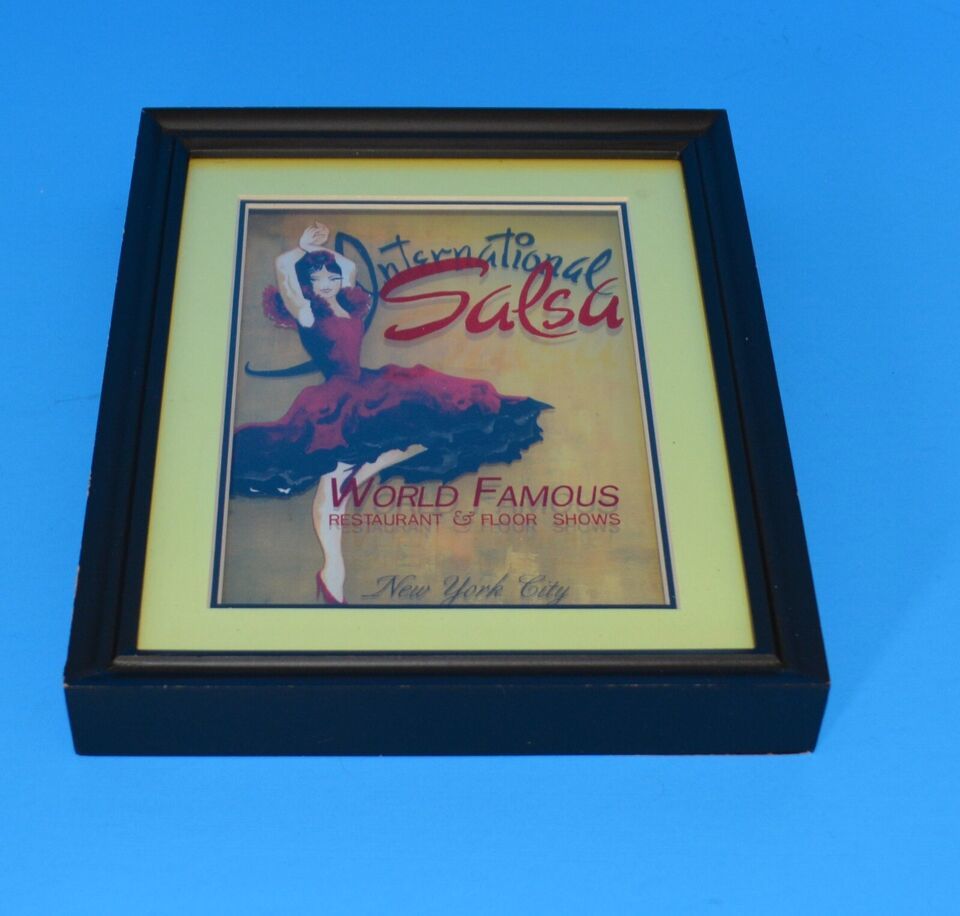 International
Salsa
World Famous
Restaurant & Floor Shows
New York City